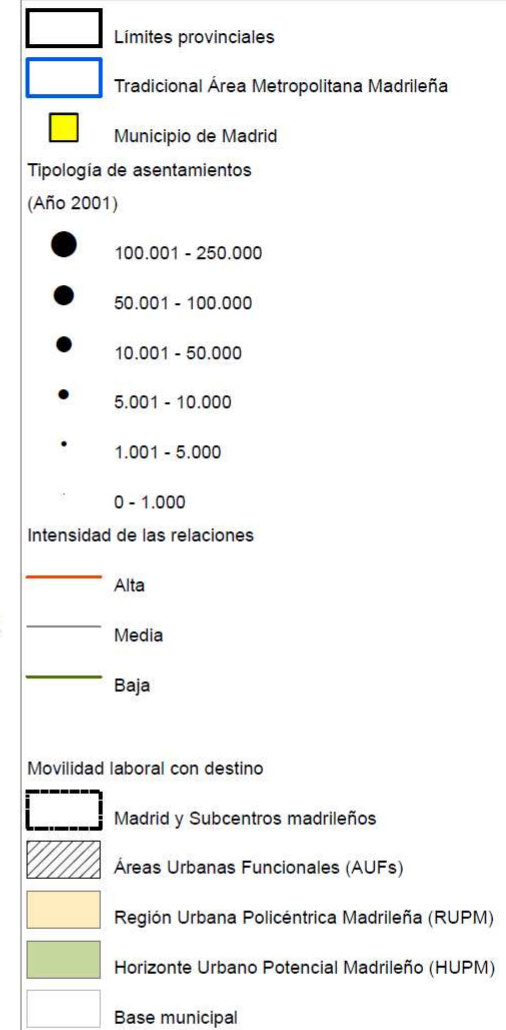 Límites provinciales
Tradicional Área Metropolitana Madrileña
Municipio de Madrid
Tipología de asentamientos
(Año 2001)
100.001 - 250.000
50.001 - 100.000
10.001 - 50.000
5.001 - 10.000
1.001 - 5.000
0 - 1.000
Intensidad de las relaciones
Alta
Media
Baja
Movilidad laboral con destino
Madrid y Subcentros madrileños
Áreas Urbanas Funcionales (AUFs)
Región Urbana Policéntrica Madrileña (RUPM)
Horizonte Urbano Potencial Madrileño (HUPM)
Base municipal